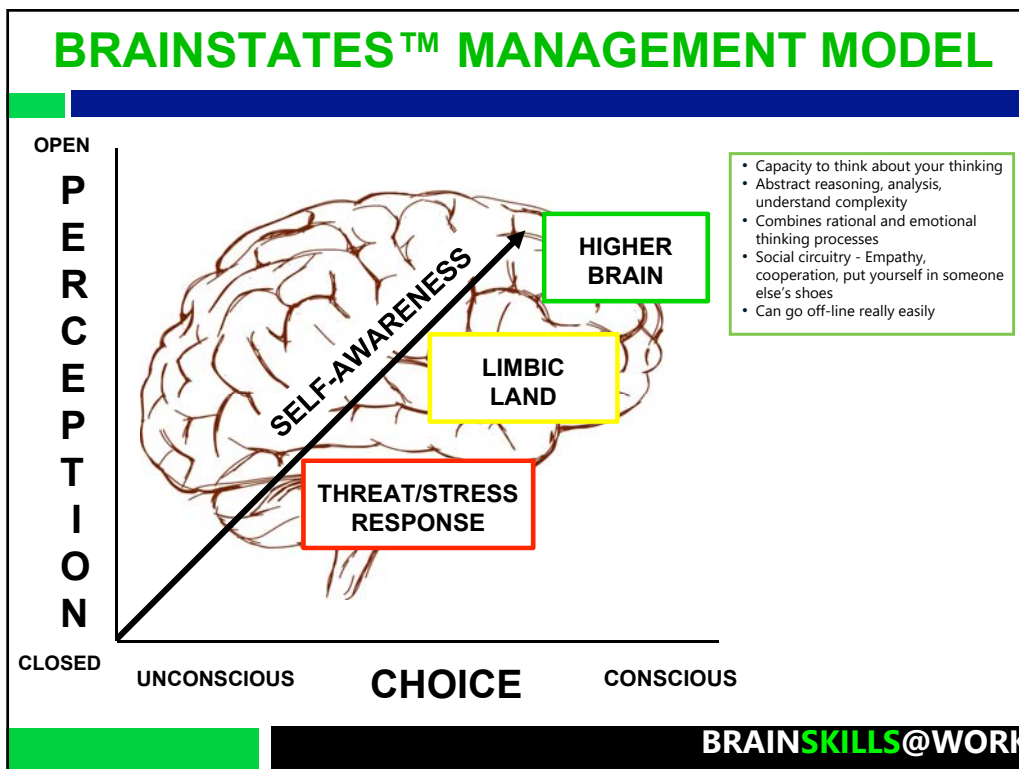 BRAINSTATES™ MANAGEMENT MODEL
OPEN
PERCEPTION
CLOSED
SELF-AWARENESS
HIGHER
BRAIN
LIMBIC
LAND
THREAT/STRESS
RESPONSE
• Capacity to think about your thinking
• Abstract reasoning, analysis,
understand complexity
• Combines rational and emotional
thinking processes
• Social circuitry - Empathy,
cooperation, put yourself in someone
else's shoes
• Can go off-line really easily
UNCONSCIOUS
CHOICE
CONSCIOUS
BRAINSKILLS@WORK